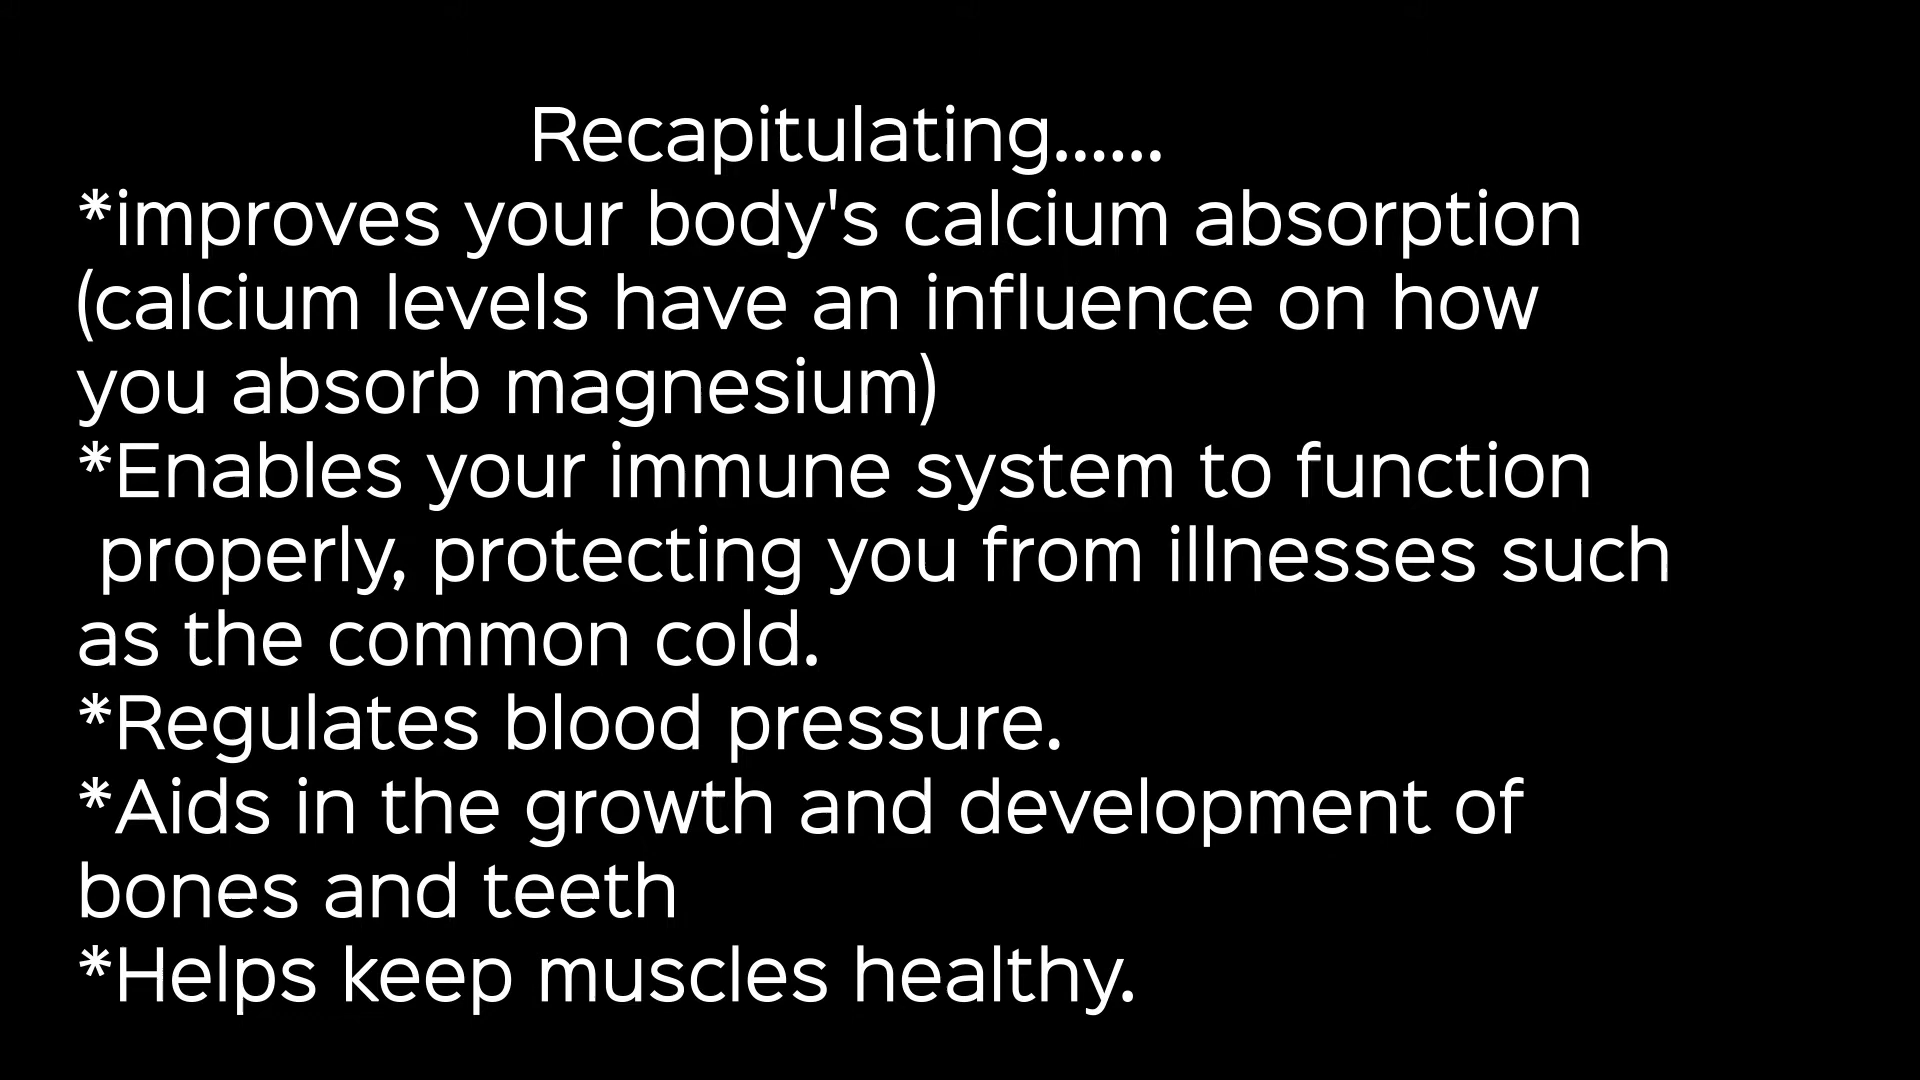 Recapitulating......
*improves your body's calcium absorption
(calcium levels have an influence on how
you absorb magnesium)
*Enables your immune system to function
properly, protecting you from illnesses such
as the common cold.
*Regulates blood pressure.
*Aids in the growth and development of
bones and teeth
*Helps keep muscles healthy.